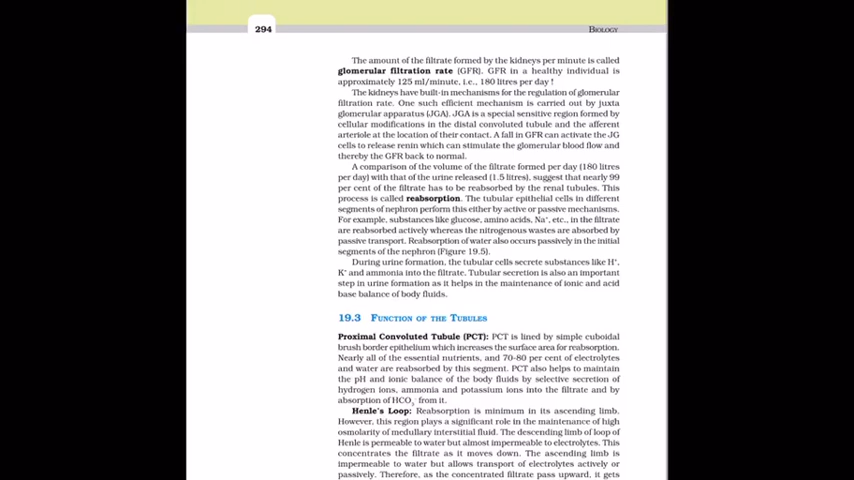 294
BIOLOGY
The amount of the filtrate formed by the kidneys per minute is called
glomerular filtration rate (GFR). GFR in a healthy individual is
approximately 125 ml/minute, i.e., 180 litres per day !
The kidneys have built-in mechanisms for the regulation of glomerular
filtration rate. One such efficient mechanism is carried out by juxta
glomerular apparatus (JGA). JGA is a special sensitive region formed by
cellular modifications in the distal convoluted tubule and the afferent
arteriole at the location of their contact. A fall in GFR can activate the JG
cells to release renin which can stimulate the glomerular blood flow and
thereby the GFR back to normal.
A comparison of the volume of the filtrate formed per day (180 litres
per day) with that of the urine released (1.5 litres), suggest that nearly 99
per cent of the filtrate has to be reabsorbed by the renal tubules. This
process is called reabsorption. The tubular epithelial cells in different
segments of nephron perform this either by active or passive mechanisms.
For example, substances like glucose, amino acids, Na⁺, etc., in the filtrate
are reabsorbed actively whereas the nitrogenous wastes are absorbed by
passive transport. Reabsorption of water also occurs passively in the initial
segments of the nephron (Figure 19.5).
During urine formation, the tubular cells secrete substances like H⁺,
K⁺ and ammonia into the filtrate. Tubular secretion is also an important
step in urine formation as it helps in the maintenance of ionic and acid
base balance of body fluids.
19.3 FUNCTION OF THE TUBULES
Proximal Convoluted Tubule (PCT): PCT is lined by simple cuboidal
brush border epithelium which increases the surface area for reabsorption.
Nearly all of the essential nutrients, and 70-80 per cent of electrolytes
and water are reabsorbed by this segment. PCT also helps to maintain
the pH and ionic balance of the body fluids by selective secretion of
hydrogen ions, ammonia and potassium ions into the filtrate and by
absorption of HCO₃⁻ from it.
Henle's Loop: Reabsorption is minimum in its ascending limb.
However, this region plays a significant role in the maintenance of high
osmolarity of medullary interstitial fluid. The descending limb of loop of
Henle is permeable to water but almost impermeable to electrolytes. This
concentrates the filtrate as it moves down. The ascending limb is
impermeable to water but allows transport of electrolytes actively or
passively. Therefore, as the concentrated filtrate pass upward, it gets